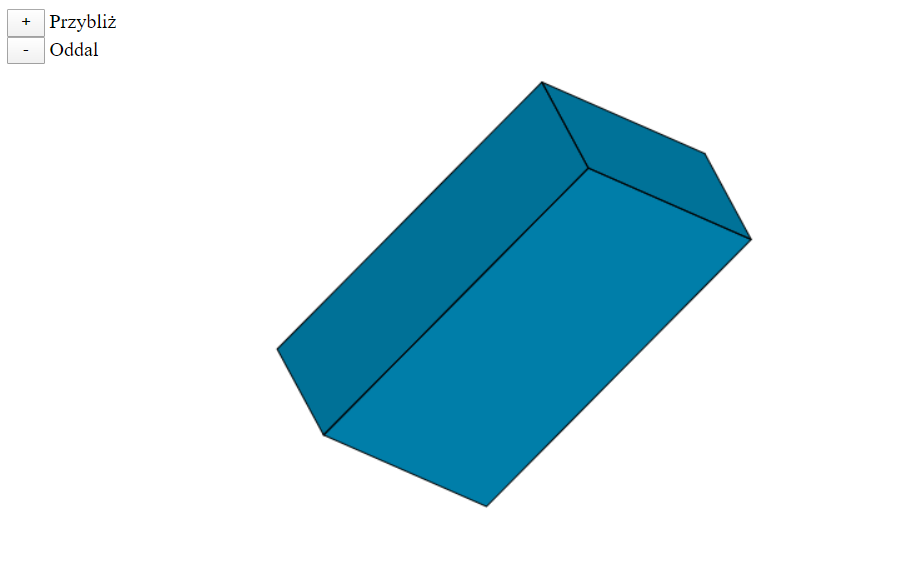 + Przybliż
- Oddal